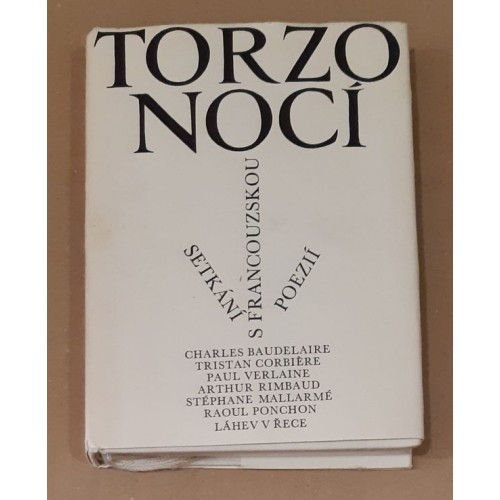 TORZO
NOCÍ
SETKÁNÍ
S FRANCOUZSKOU
POEZIÍ
CHARLES BAUDELAIRE
TRISTAN CORBIÈRE
PAUL VERLAINE
ARTHUR RIMBAUD
STÉPHANE MALLARMÉ
RAOUL PONCHON
LÁHEV V ŘECE